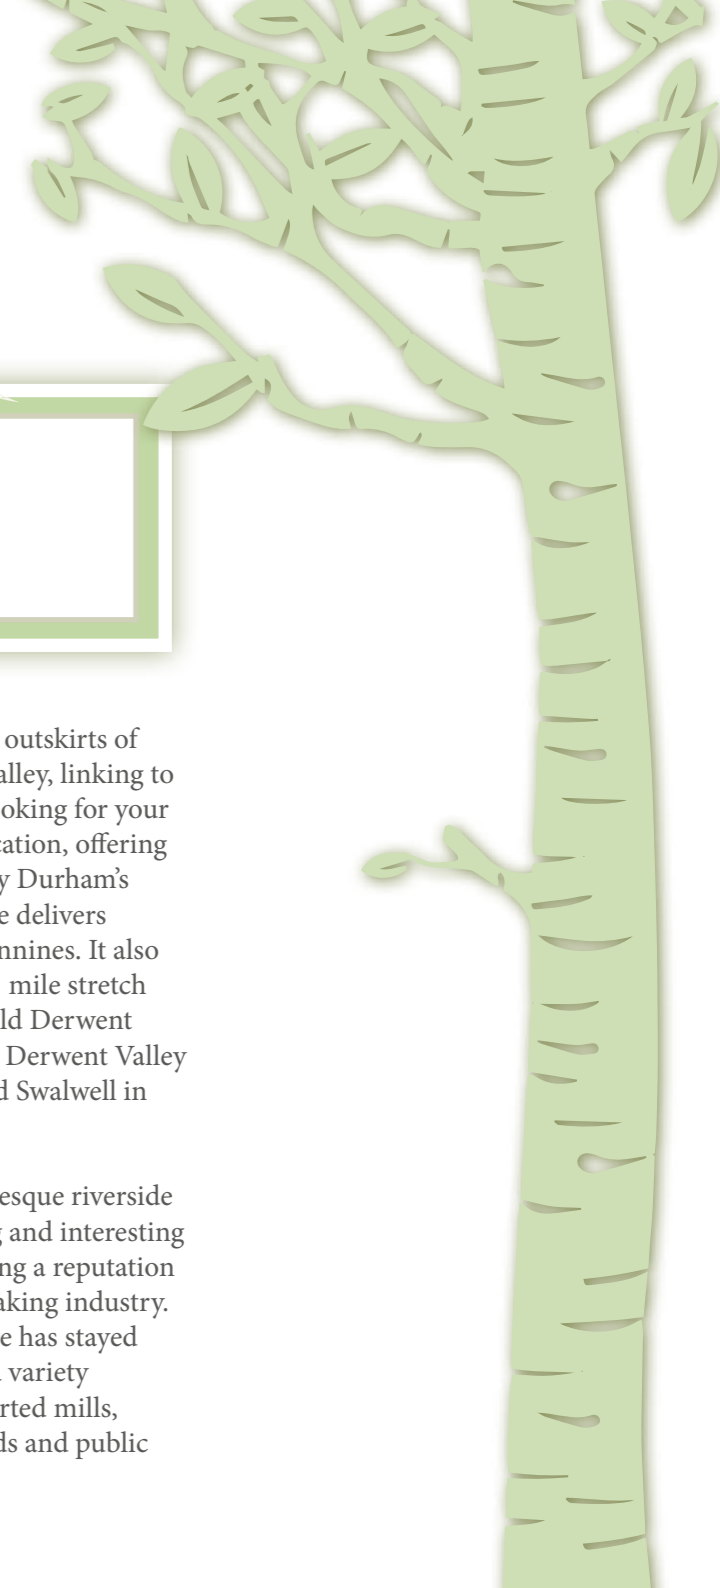 outskirts of
alley, linking to
oking for your
cation, offering
y Durham's
e delivers
nnines. It also
mile stretch
ld Derwent
Derwent Valley
d Swalwell in
esque riverside
g and interesting
ng a reputation
aking industry.
e has stayed
variety
rted mills,
ds and public